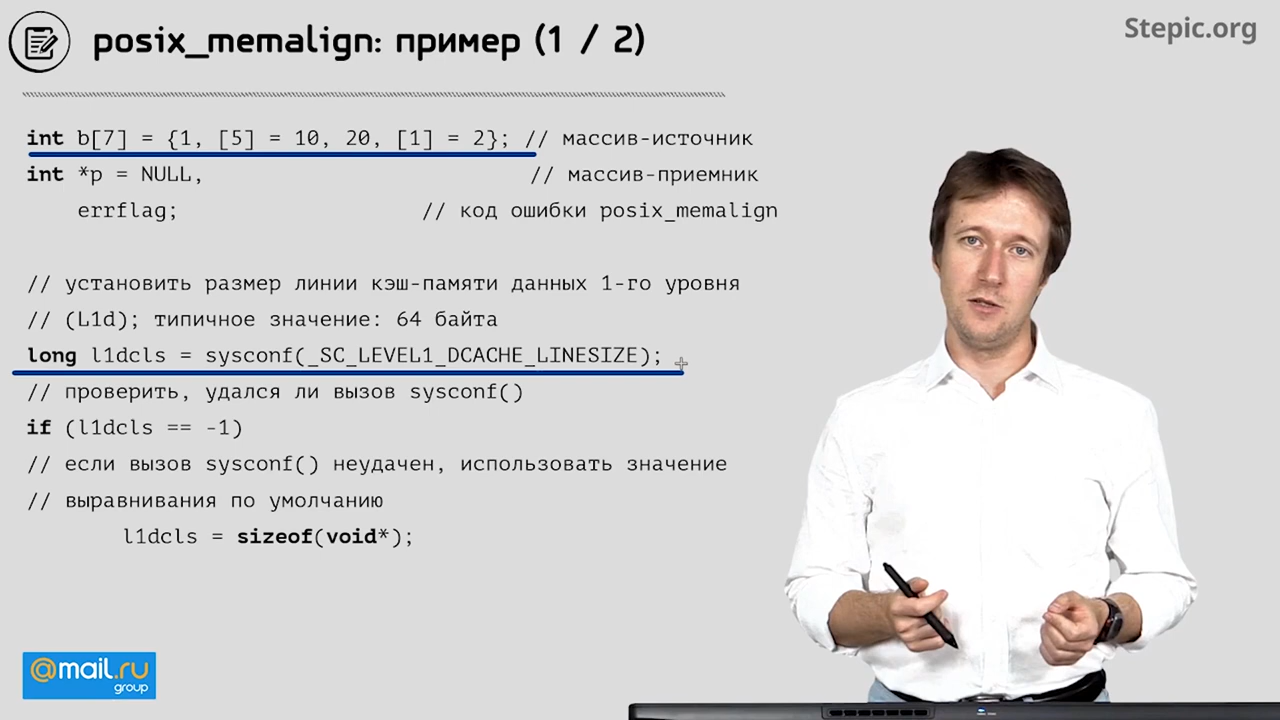 posix_memalign: пример (1 / 2)
Stepic.org
int b[7] = {1, [5] = 10, 20, [1] = 2}; // массив-источник
int *p = NULL, // массив-приемник
errflag; // код ошибки posix_memalign
// установить размер линии кэш-памяти данных 1-го уровня
// (L1d); типичное значение: 64 байта
long l1dcls = sysconf(_SC_LEVEL1_DCACHE_LINESIZE);
// проверить, удался ли вызов sysconf()
if (l1dcls == -1)
// если вызов sysconf() неудачен, использовать значение
// выравнивания по умолчанию
l1dcls = sizeof(void*);
@mail.ru
group